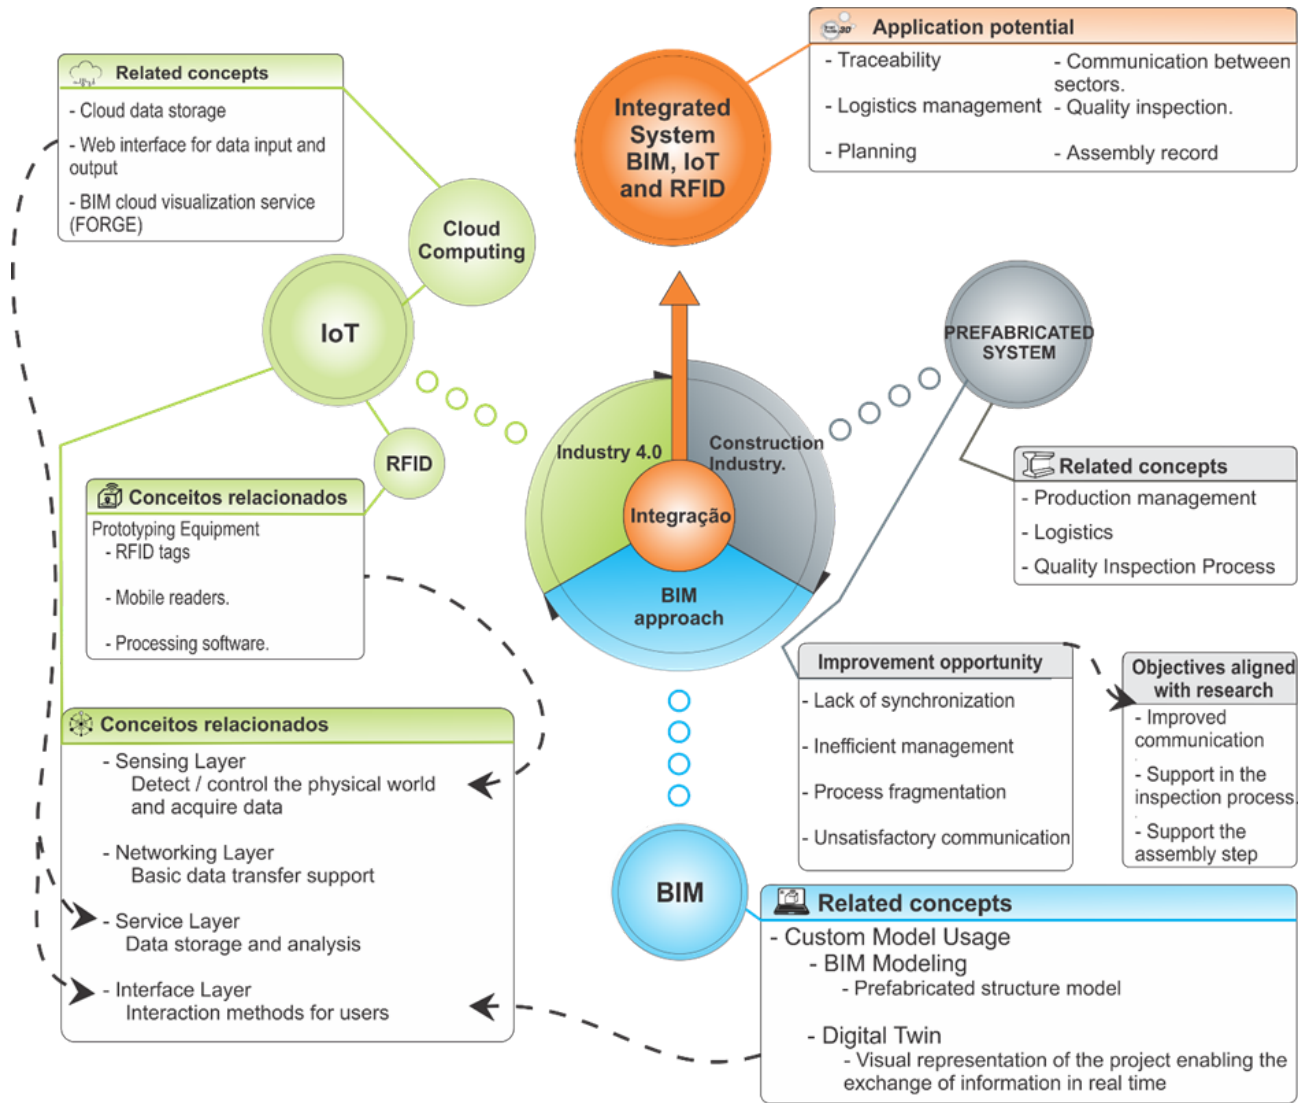 Application potential
- Traceability
- Logistics management
- Planning
- Communication between
sectors.
- Quality inspection.
- Assembly record
Integrated
System
BIM, IoT
and RFID
Related concepts
- Cloud data storage
- Web interface for data input and
output
- BIM cloud visualization service
(FORGE)
Cloud
Computing
IoT
RFID
PREFABRICATED
SYSTEM
Industry 4.0
Construction
Industry.
Integração
BIM
approach
Related concepts
- Production management
- Logistics
- Quality Inspection Process
Conceitos relacionados
Prototyping Equipment
- RFID tags
- Mobile readers.
- Processing software.
Improvement opportunity
- Lack of synchronization
- Inefficient management
- Process fragmentation
- Unsatisfactory communication
Objectives aligned
with research
- Improved
communication
- Support in the
inspection process.
- Support the
assembly step
Conceitos relacionados
- Sensing Layer
Detect / control the physical world
and acquire data
- Networking Layer
Basic data transfer support
- Service Layer
Data storage and analysis
- Interface Layer
Interaction methods for users
BIM
Related concepts
- Custom Model Usage
- BIM Modeling
- Prefabricated structure model
- Digital Twin
- Visual representation of the project enabling the
exchange of information in real time